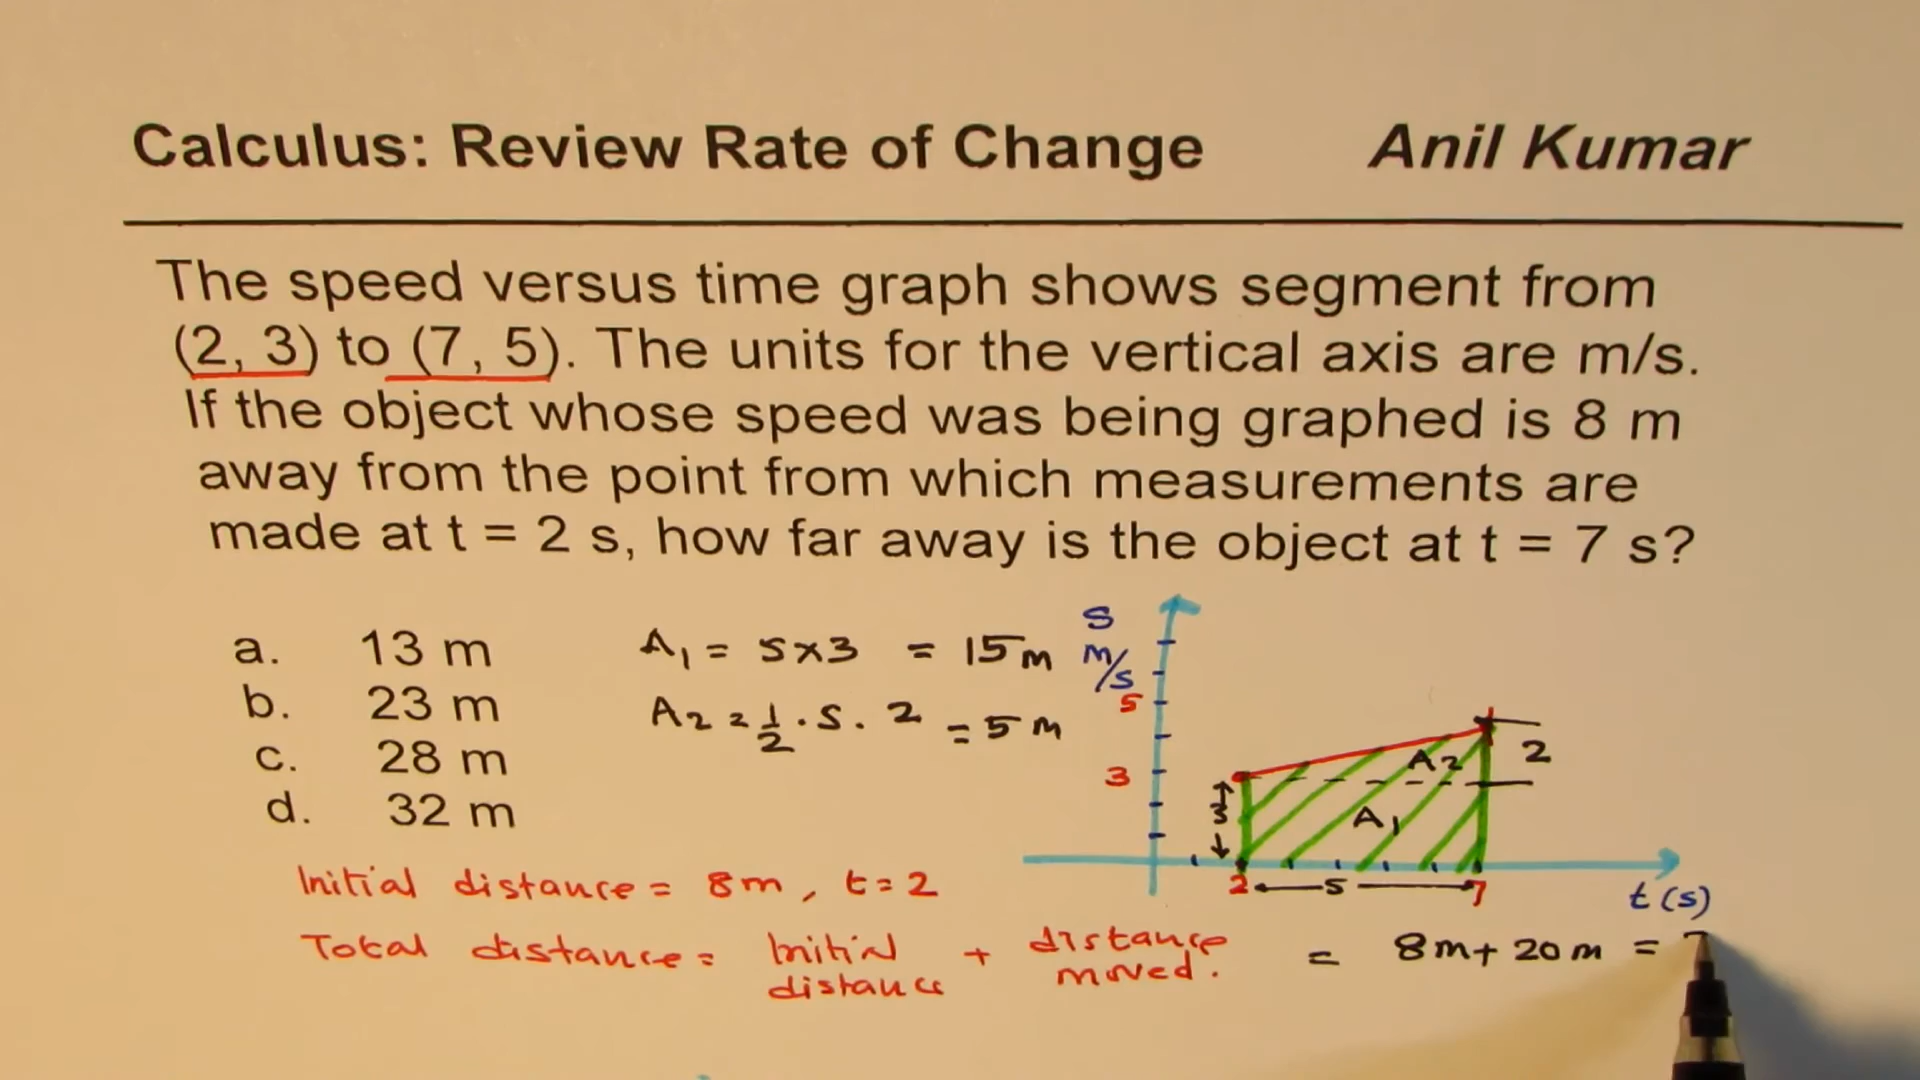 Calculus: Review Rate of Change Anil Kumar
The speed versus time graph shows segment from
(2, 3) to (7, 5). The units for the vertical axis are m/s.
If the object whose speed was being graphed is 8 m
away from the point from which measurements are
made at t = 2 s, how far away is the object at t = 7 s?
a. 13 m
b. 23 m
c. 28 m
d. 32 m
A₁ = 5×3 = 15m
A₂ = 1/2 · 5 · 2 = 5 m
S
m/s
5
3
3
A₂
2
A₁
2 5 7
t (s)
Initial distance = 8m, t = 2
Total distance = Initial distance + distance moved. = 8m + 20m =